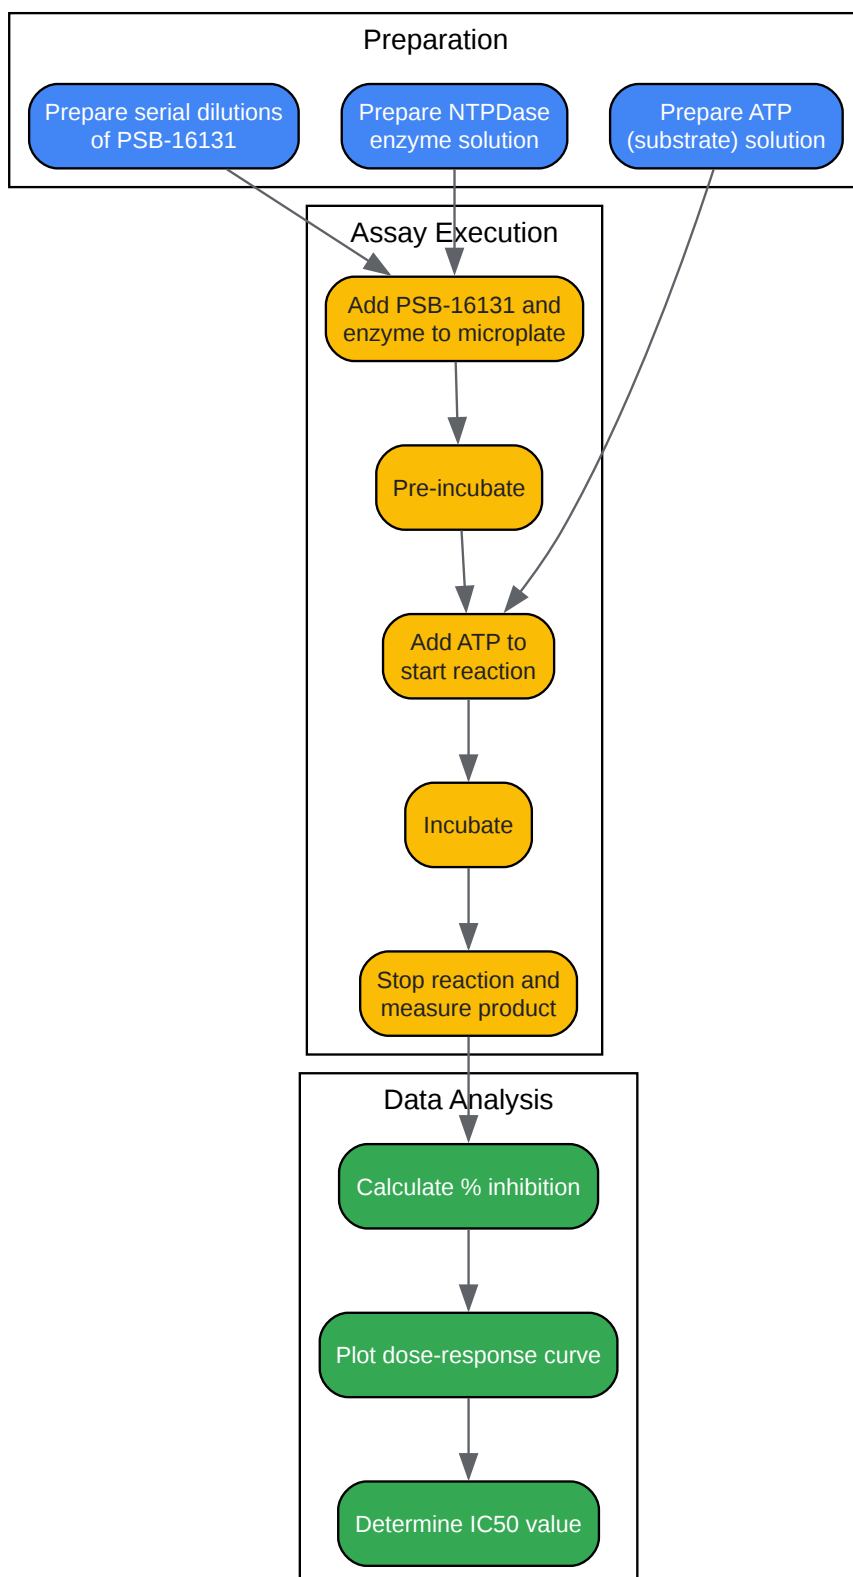 Preparation
Prepare serial dilutions
of PSB-16131
Prepare NTPDase
enzyme solution
Prepare ATP
(substrate) solution
Assay Execution
Add PSB-16131 and
enzyme to microplate
Pre-incubate
Add ATP to
start reaction
Incubate
Stop reaction and
measure product
Data Analysis
Calculate % inhibition
Plot dose-response curve
Determine IC50 value